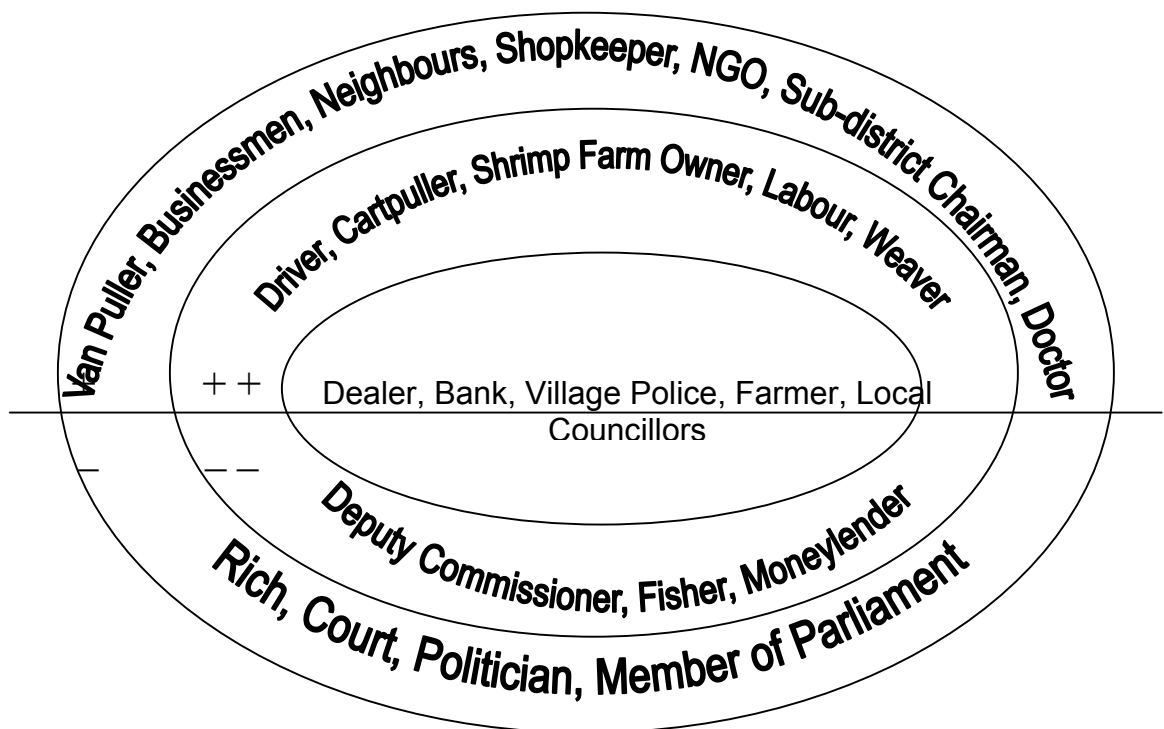 Van Puller, Businessmen, Neighbours, Shopkeeper, NGO, Sub-district Chairman, Doctor
Driver, Cartpuller, Shrimp Farm Owner, Labour, Weaver
+ ++
Dealer, Bank, Village Police, Farmer, Local
Councillors
− −−
Deputy Commissioner, Fisher, Moneylender
Rich, Court, Politician, Member of Parliament